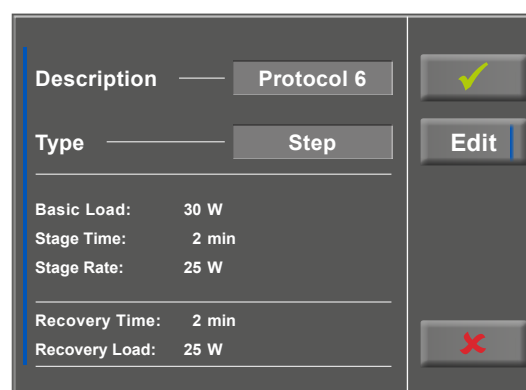 Description Protocol 6
Type Step
Edit
Basic Load: 30 W
Stage Time: 2 min
Stage Rate: 25 W
Recovery Time: 2 min
Recovery Load: 25 W